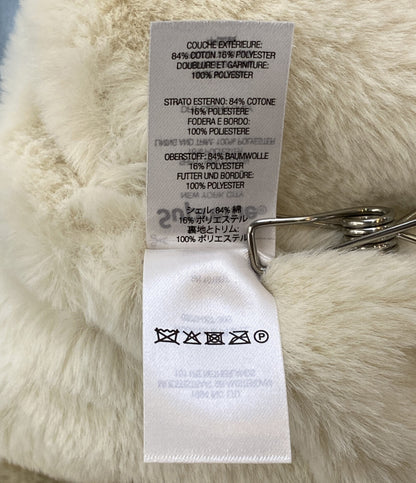 COUCHE EXTÉRIEURE:
84% COTON 16% POLYESTER
DOUBLURE ET GARNITURE:
100% POLYESTER
STRATO ESTERNO: 84% COTONE
16% POLIESTERE
FODERA E BORDO:
100% POLIESTERE
OBERSTOFF: 84% BAUMWOLLE
16% POLYESTER
FUTTER UND BORDÜRE:
100% POLYESTER
シェル: 84% 綿
16% ポリエステル
裏地とトリム:
100% ポリエステル
P